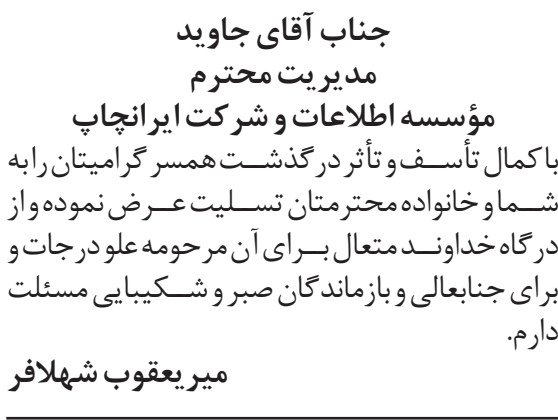 جناب آقای جاوید
مدیریت محترم
مؤسسه اطلاعات و شرکت ایرانچاپ
با کمال تأسف و تأثر درگذشت همسر گرامیتان را به
شما و خانواده محترمتان تسلیت عرض نموده و از
درگاه خداوند متعال برای آن مرحومه علو درجات و
برای جنابعالی و بازماندگان صبر و شکیبایی مسئلت
دارم.
میر یعقوب شهلافر